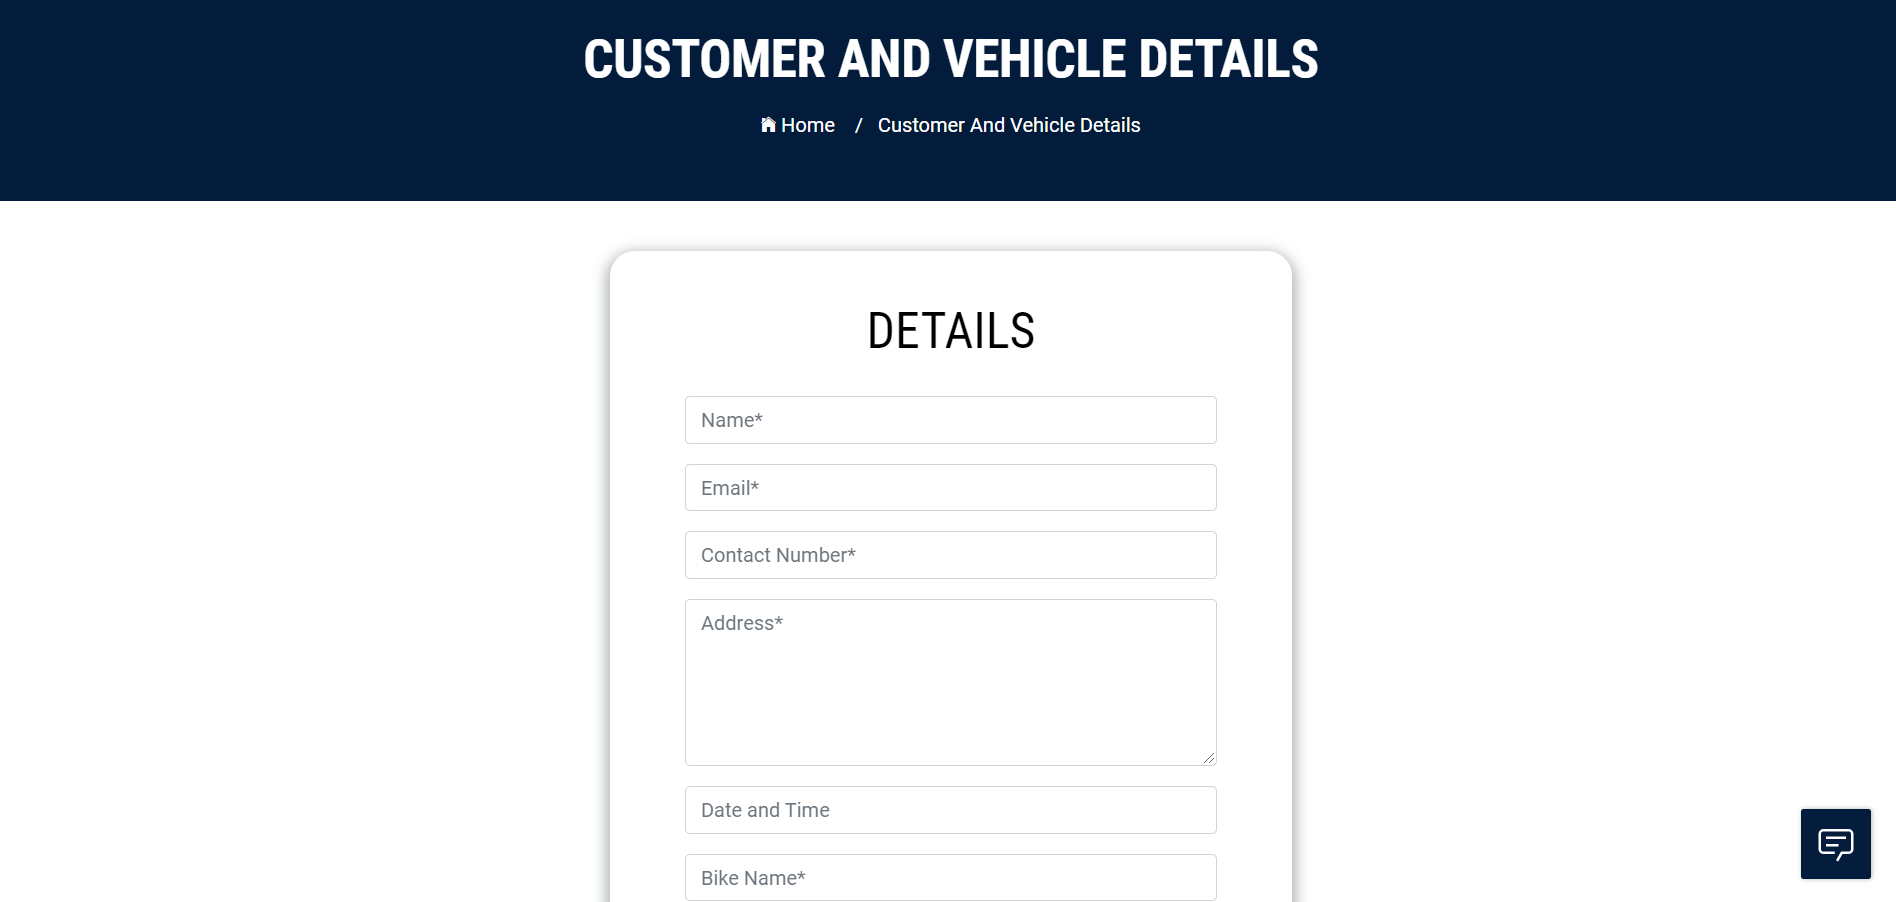 CUSTOMER AND VEHICLE DETAILS
Home / Customer And Vehicle Details
DETAILS
Name*
Email*
Contact Number*
Address*
Date and Time
Bike Name*